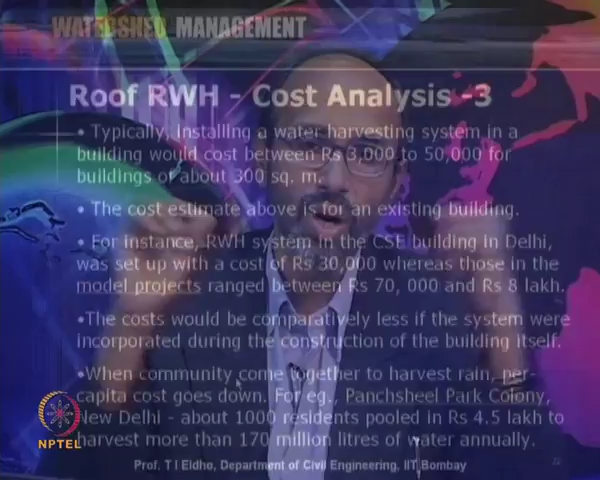 WATERSHED MANAGEMENT
Roof RWH - Cost Analysis -3
• Typically, installing a water harvesting system in a
building would cost between Rs 3,000 to 50,000 for
buildings of about 300 sq. m.
• The cost estimate above is for an existing building.
• For instance, RWH system in the CSE building in Delhi,
was set up with a cost of Rs 30,000 whereas those in the
model projects ranged between Rs 70, 000 and Rs 8 lakh.
•The costs would be comparatively less if the system were
incorporated during the construction of the building itself.
•When community come together to harvest rain, per-
capita cost goes down. For eg., Panchsheel Park Colony,
New Delhi - about 1000 residents pooled in Rs 4.5 lakh to
harvest more than 170 million litres of water annually.
NPTEL
Prof. T I Eldho, Department of Civil Engineering, IIT Bombay
22